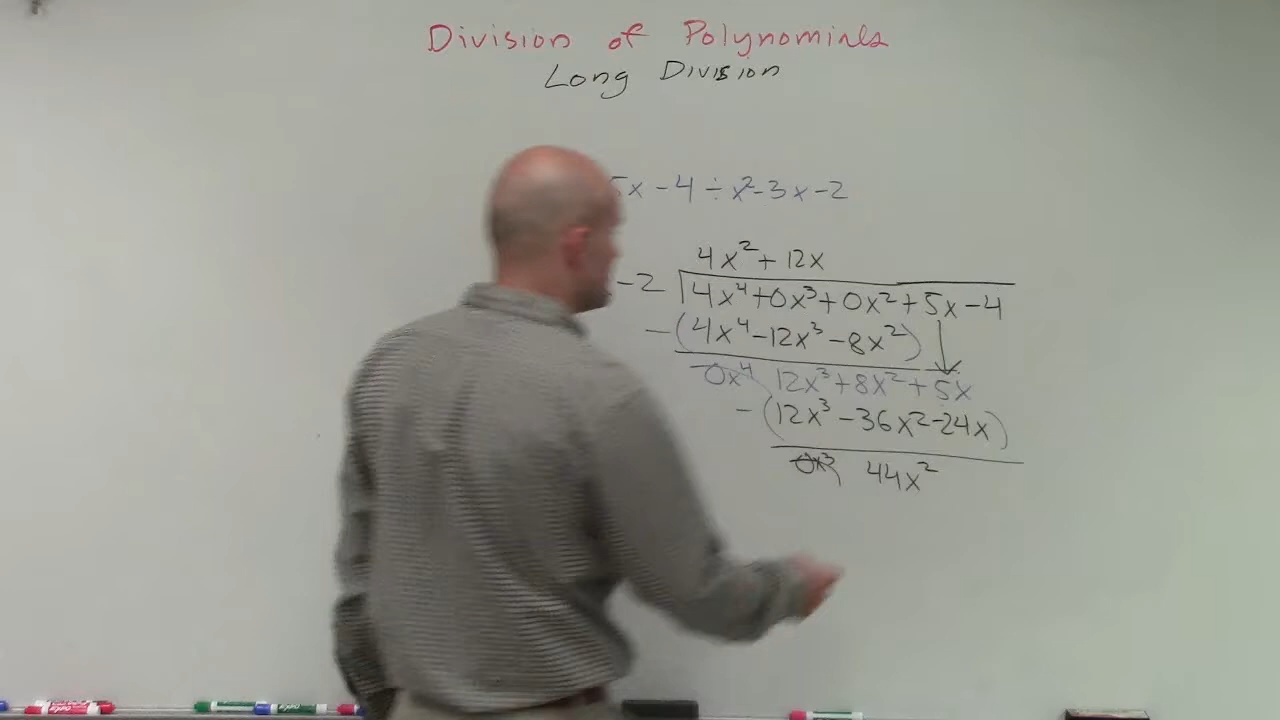 Division of Polynomials
Long Division
5x - 4 ÷ x² - 3x - 2
4x² + 12x
- 2 4x⁴ + 0x³ + 0x² + 5x - 4
- (4x⁴ - 12x³ - 8x²)
0x⁴ 12x³ + 8x² + 5x
- (12x³ - 36x² - 24x)
0x³ 44x²